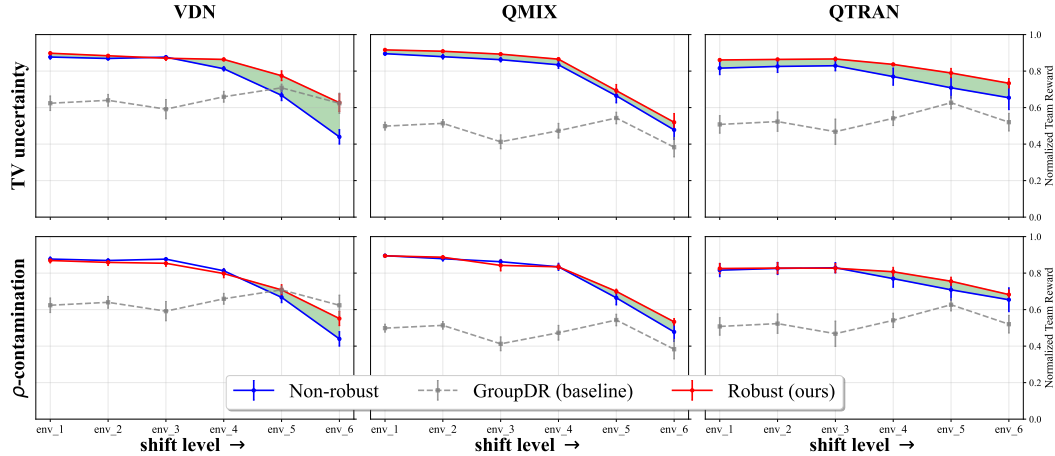 VDN QMIX QTRAN
TV uncertainty
1.0
0.8
0.6
0.4
0.2
0.0
Normalized Team Reward
ρ-contamination
1.0
0.8
0.6
0.4
0.2
0.0
Normalized Team Reward
Non-robust GroupDR (baseline) Robust (ours)
env_1 env_2 env_3 env_4 env_5 env_6 env_1 env_2 env_3 env_4 env_5 env_6 env_1 env_2 env_3 env_4 env_5 env_6
shift level → shift level → shift level →